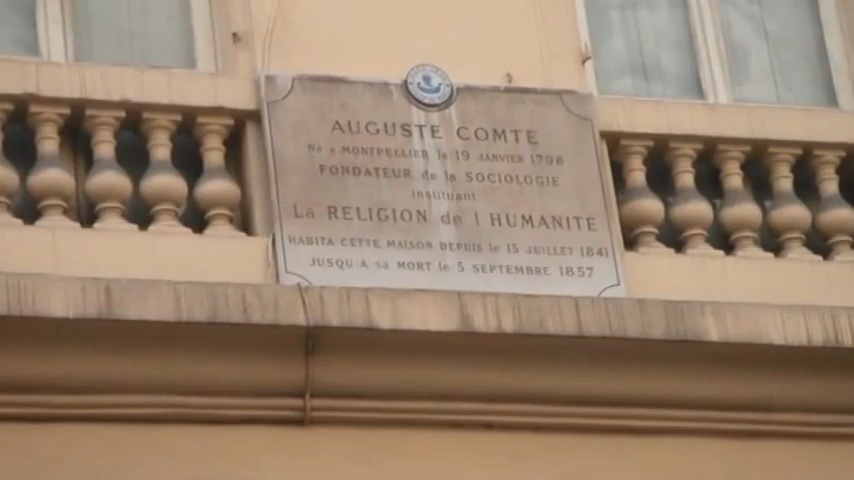 AUGUSTE COMTE
Né a MONTPELLIER le 19 JANVIER 1798
FONDATEUR de la SOCIOLOGIE
instituant
La RELIGION de l HUMANITE
HABITA CETTE MAISON DEPUIS le 15 JUILLET 1841
JUSQU A sa MORT le 5 SEPTEMBRE 1857